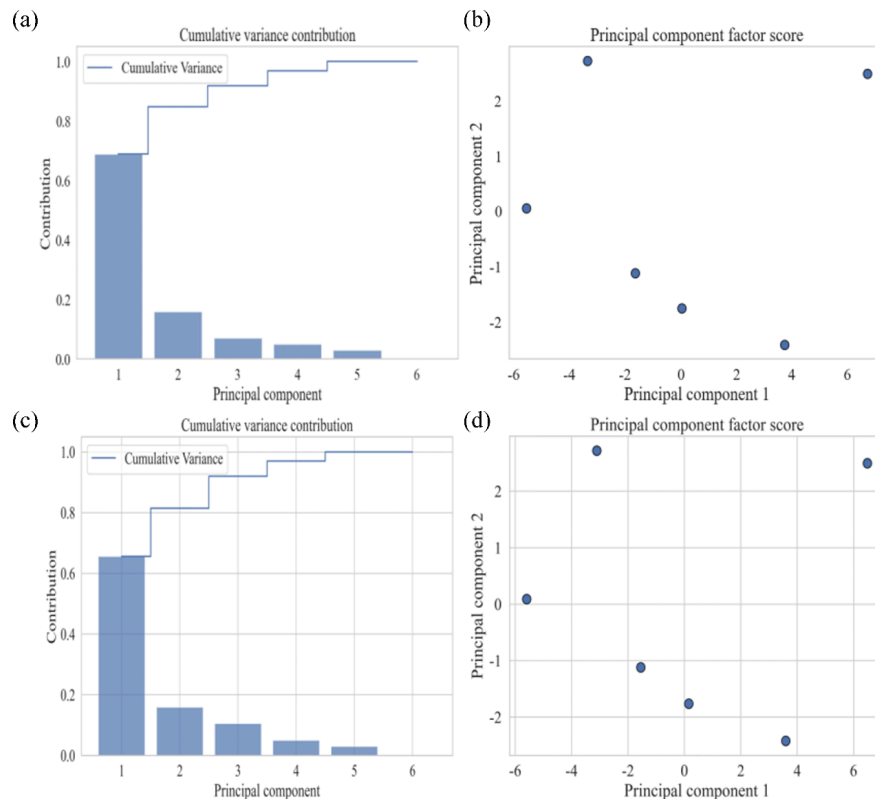 (a)
Cumulative variance contribution
Cumulative Variance
1.0
0.8
0.6
0.4
0.2
0.0
Contribution
1 2 3 4 5 6
Principal component
(b)
Principal component factor score
2
1
0
-1
-2
Principal component 2
-6 -4 -2 0 2 4 6
Principal component 1
(c)
Cumulative variance contribution
Cumulative Variance
1.0
0.8
0.6
0.4
0.2
0.0
Contribution
1 2 3 4 5 6
Principal component
(d)
Principal component factor score
2
1
0
-1
-2
Principal component 2
-6 -4 -2 0 2 4 6
Principal component 1